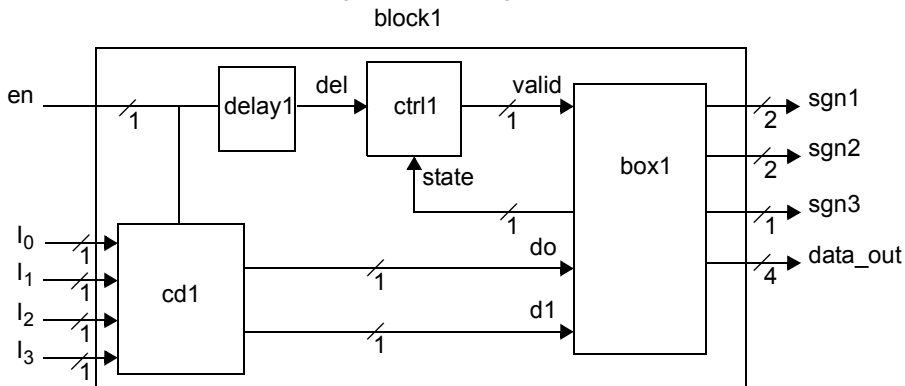 block1
en
1
delay1
del
ctrl1
valid
1
state
1
box1
sgn1
2
sgn2
2
sgn3
1
data_out
4
I0
1
I1
1
I2
1
I3
1
cd1
do
1
d1
1